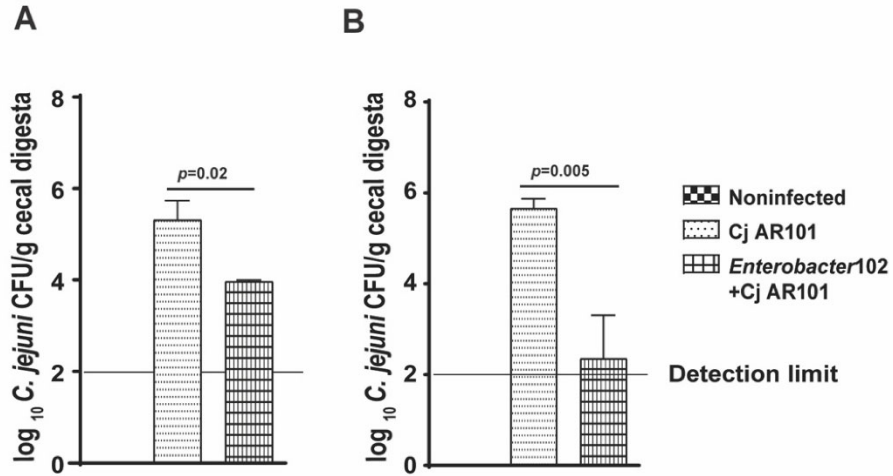 A
log 10 C. jejuni CFU/g cecal digesta
8
6
4
2
0
p=0.02
B
log 10 C. jejuni CFU/g cecal digesta
8
6
4
2
0
p=0.005
Noninfected
Cj AR101
Enterobacter102
+Cj AR101
Detection limit